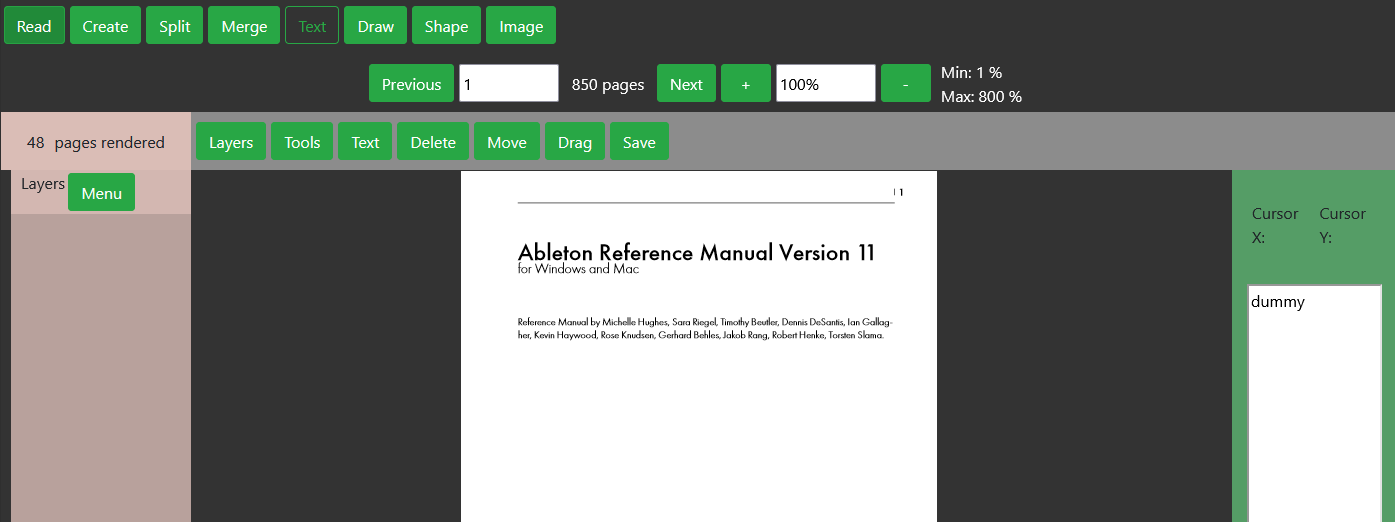 Read Create Split Merge Text Draw Shape Image
Previous 1 850 pages Next + 100% - Min: 1 %
Max: 800 %
48 pages rendered Layers Tools Text Delete Move Drag Save
Layers Menu
11
Cursor X: Cursor Y:
Ableton Reference Manual Version 11
for Windows and Mac
dummy
Reference Manual by Michelle Hughes, Sara Riegel, Timothy Beutler, Dennis DeSantis, Ian Gallag-
her, Kevin Haywood, Rose Knudsen, Gerhard Behles, Jakob Rang, Robert Henke, Torsten Slama.